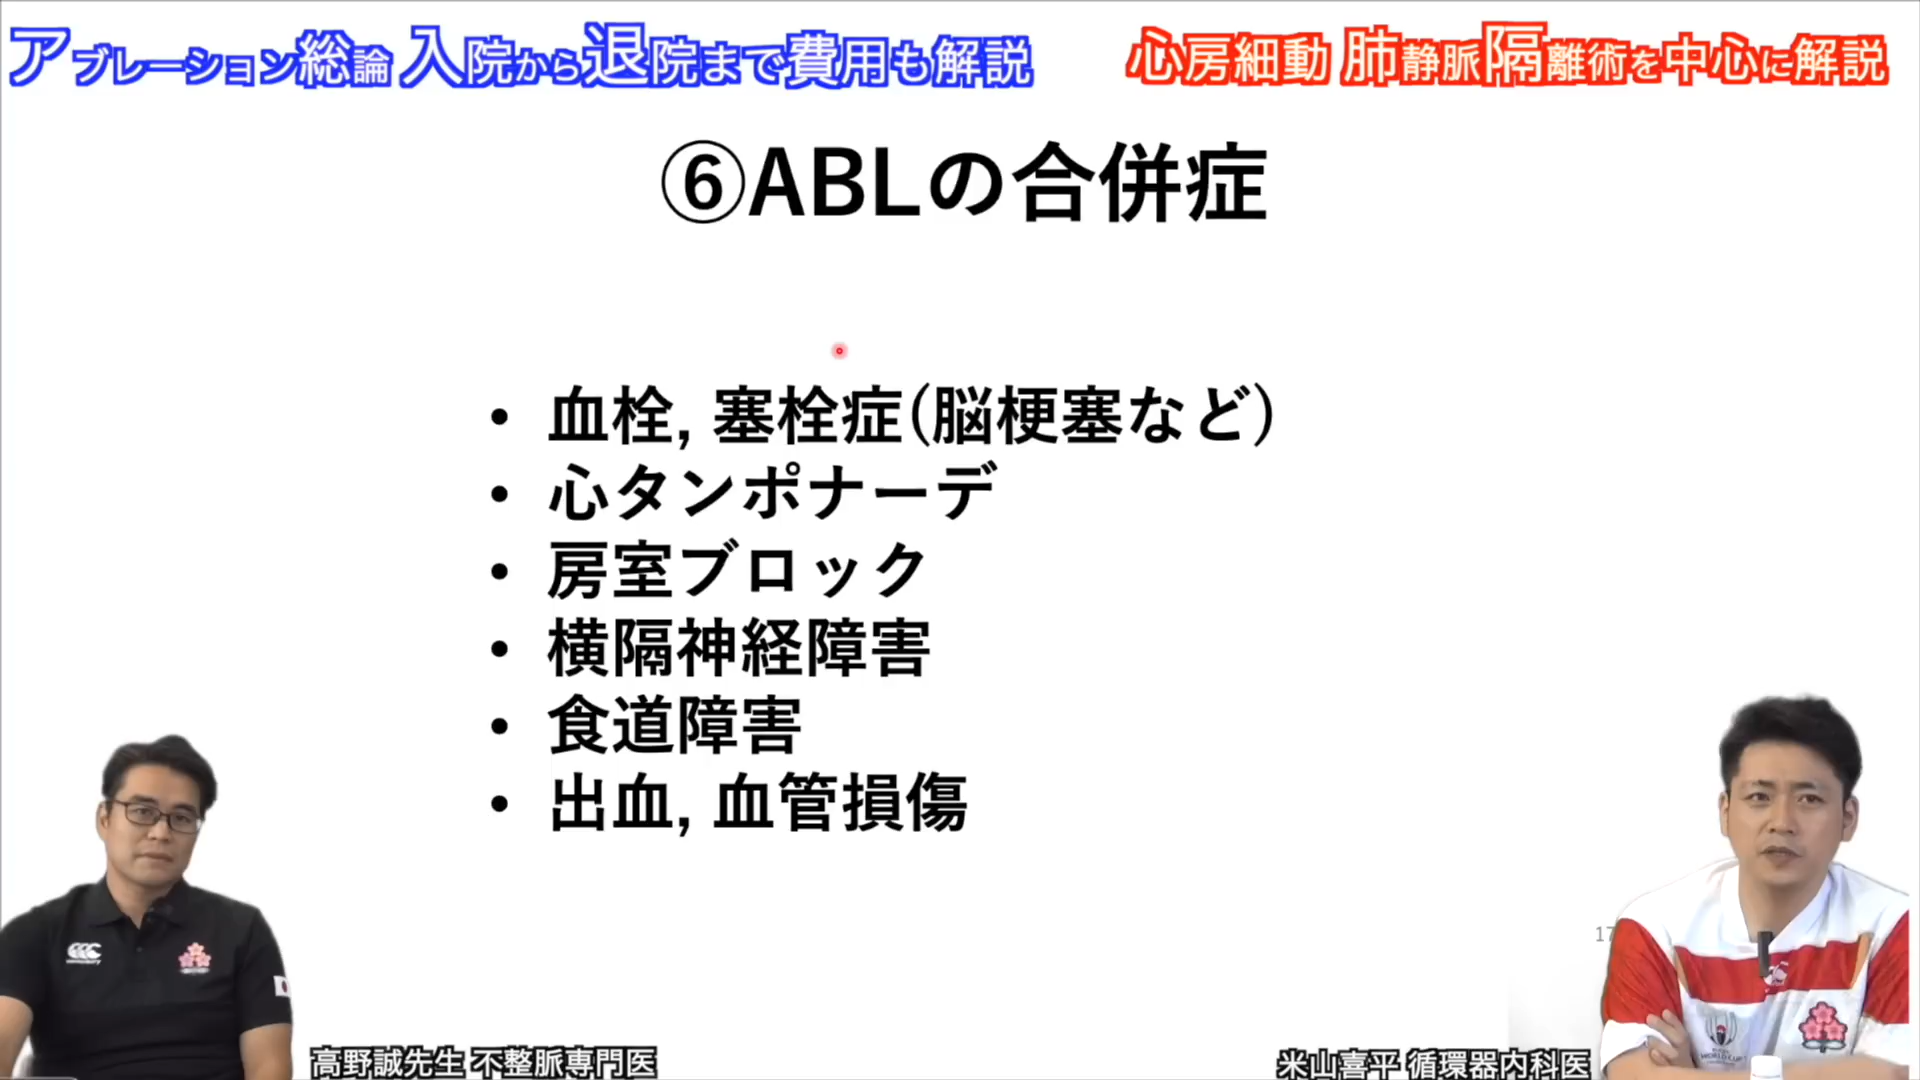 アブレーション総論 入院から退院まで費用も解説
心房細動 肺静脈隔離術を中心に解説
⑥ABLの合併症
• 血栓, 塞栓症(脳梗塞など)
• 心タンポナーデ
• 房室ブロック
• 横隔神経障害
• 食道障害
• 出血, 血管損傷
17
高野誠先生 不整脈専門医
米山喜平 循環器内科医